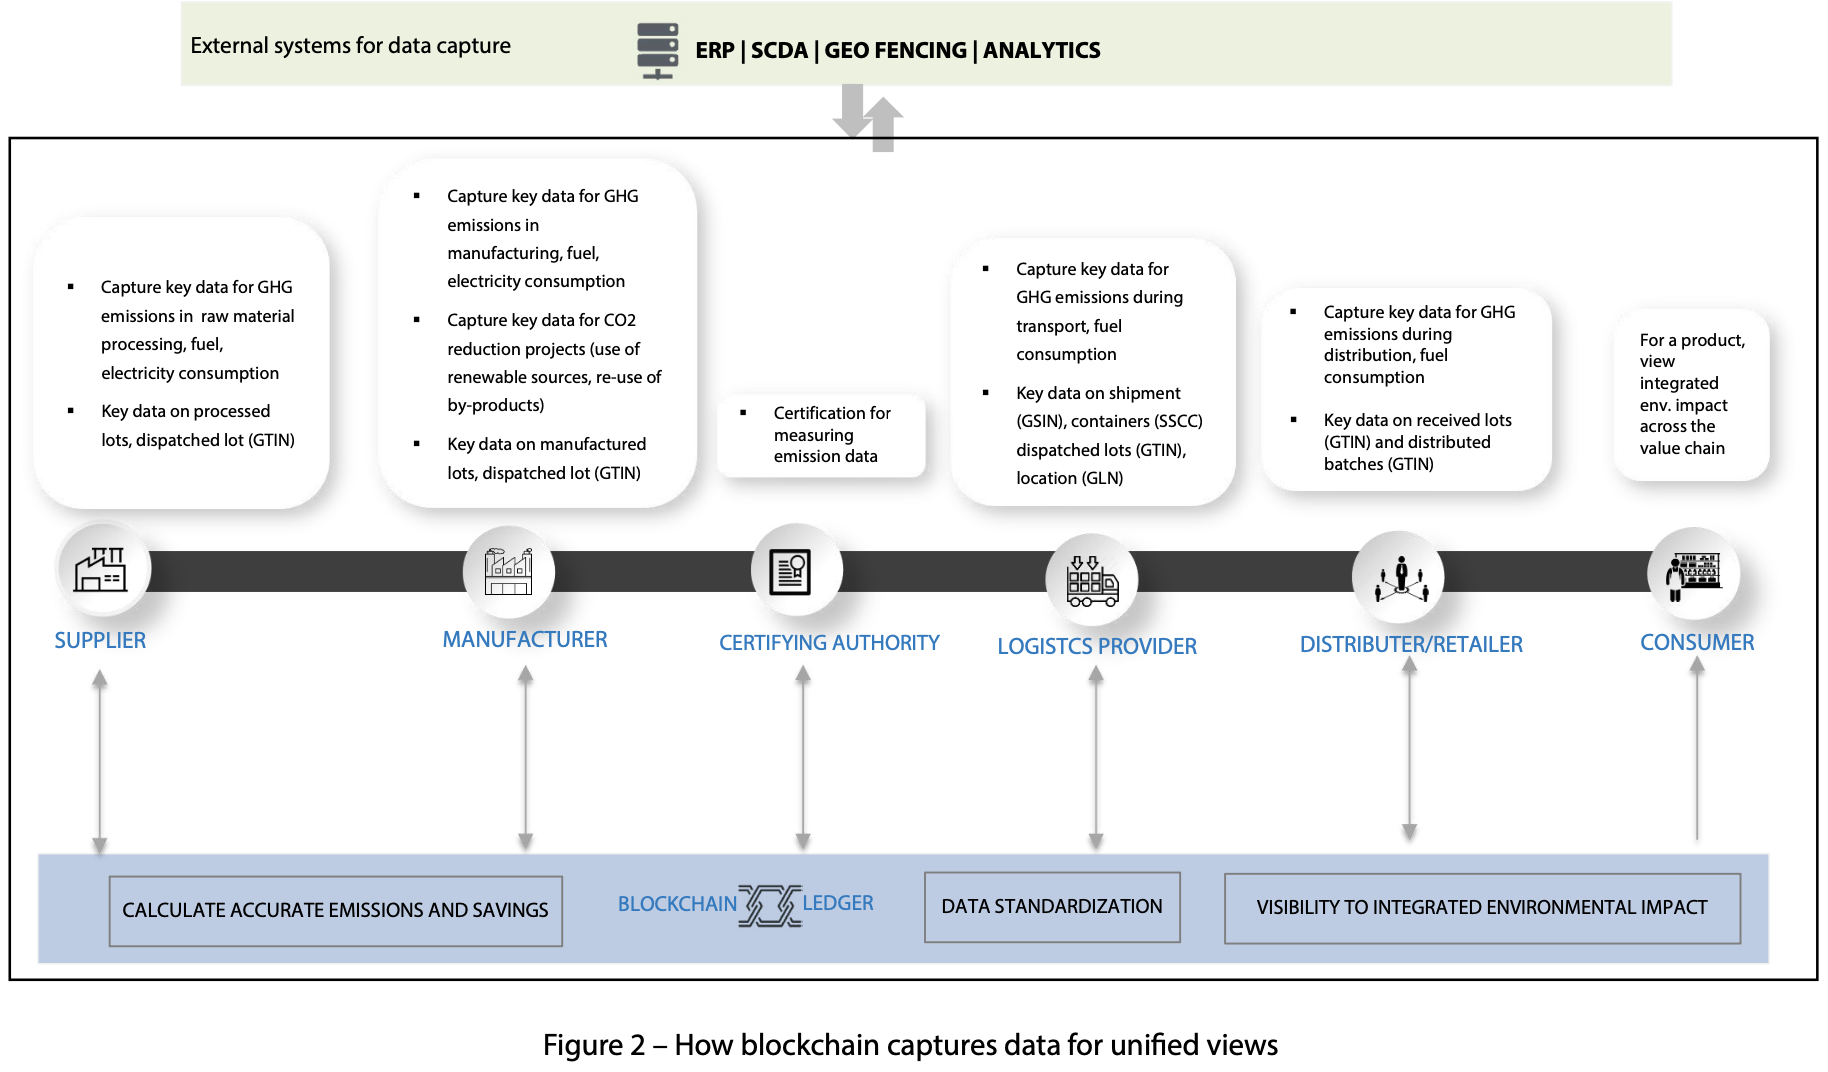 External systems for data capture
ERP | SCDA | GEO FENCING | ANALYTICS
▪ Capture key data for GHG
emissions in raw material
processing, fuel,
electricity consumption
▪ Key data on processed
lots, dispatched lot (GTIN)
▪ Capture key data for GHG
emissions in
manufacturing, fuel,
electricity consumption
▪ Capture key data for CO2
reduction projects (use of
renewable sources, re-use of
by-products)
▪ Key data on manufactured
lots, dispatched lot (GTIN)
▪ Certification for
measuring
emission data
▪ Capture key data for
GHG emissions during
transport, fuel
consumption
▪ Key data on shipment
(GSIN), containers (SSCC)
dispatched lots (GTIN),
location (GLN)
▪ Capture key data for GHG
emissions during
distribution, fuel
consumption
▪ Key data on received lots
(GTIN) and distributed
batches (GTIN)
For a product,
view
integrated
env. impact
across the
value chain
SUPPLIER
MANUFACTURER
CERTIFYING AUTHORITY
LOGISTCS PROVIDER
DISTRIBUTER/RETAILER
CONSUMER
CALCULATE ACCURATE EMISSIONS AND SAVINGS
BLOCKCHAIN LEDGER
DATA STANDARDIZATION
VISIBILITY TO INTEGRATED ENVIRONMENTAL IMPACT
Figure 2 – How blockchain captures data for unified views